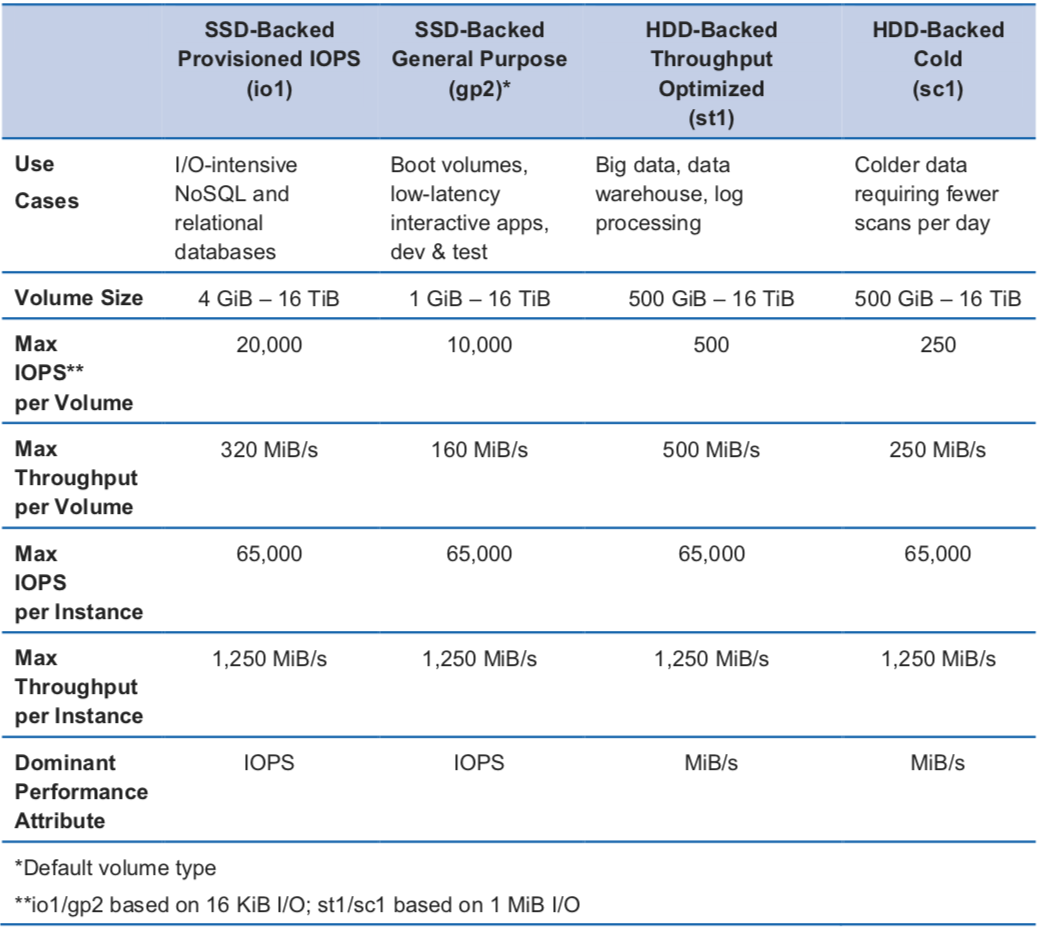 SSD-Backed
Provisioned IOPS
(io1)
SSD-Backed
General Purpose
(gp2)*
HDD-Backed
Throughput
Optimized
(st1)
HDD-Backed
Cold
(sc1)
Use
Cases
I/O-intensive
NoSQL and
relational
databases
Boot volumes,
low-latency
interactive apps,
dev & test
Big data, data
warehouse, log
processing
Colder data
requiring fewer
scans per day
Volume Size
4 GiB – 16 TiB
1 GiB – 16 TiB
500 GiB – 16 TiB
500 GiB – 16 TiB
Max
IOPS**
per Volume
20,000
10,000
500
250
Max
Throughput
per Volume
320 MiB/s
160 MiB/s
500 MiB/s
250 MiB/s
Max
IOPS
per Instance
65,000
65,000
65,000
65,000
Max
Throughput
per Instance
1,250 MiB/s
1,250 MiB/s
1,250 MiB/s
1,250 MiB/s
Dominant
Performance
Attribute
IOPS
IOPS
MiB/s
MiB/s
*Default volume type
**io1/gp2 based on 16 KiB I/O; st1/sc1 based on 1 MiB I/O